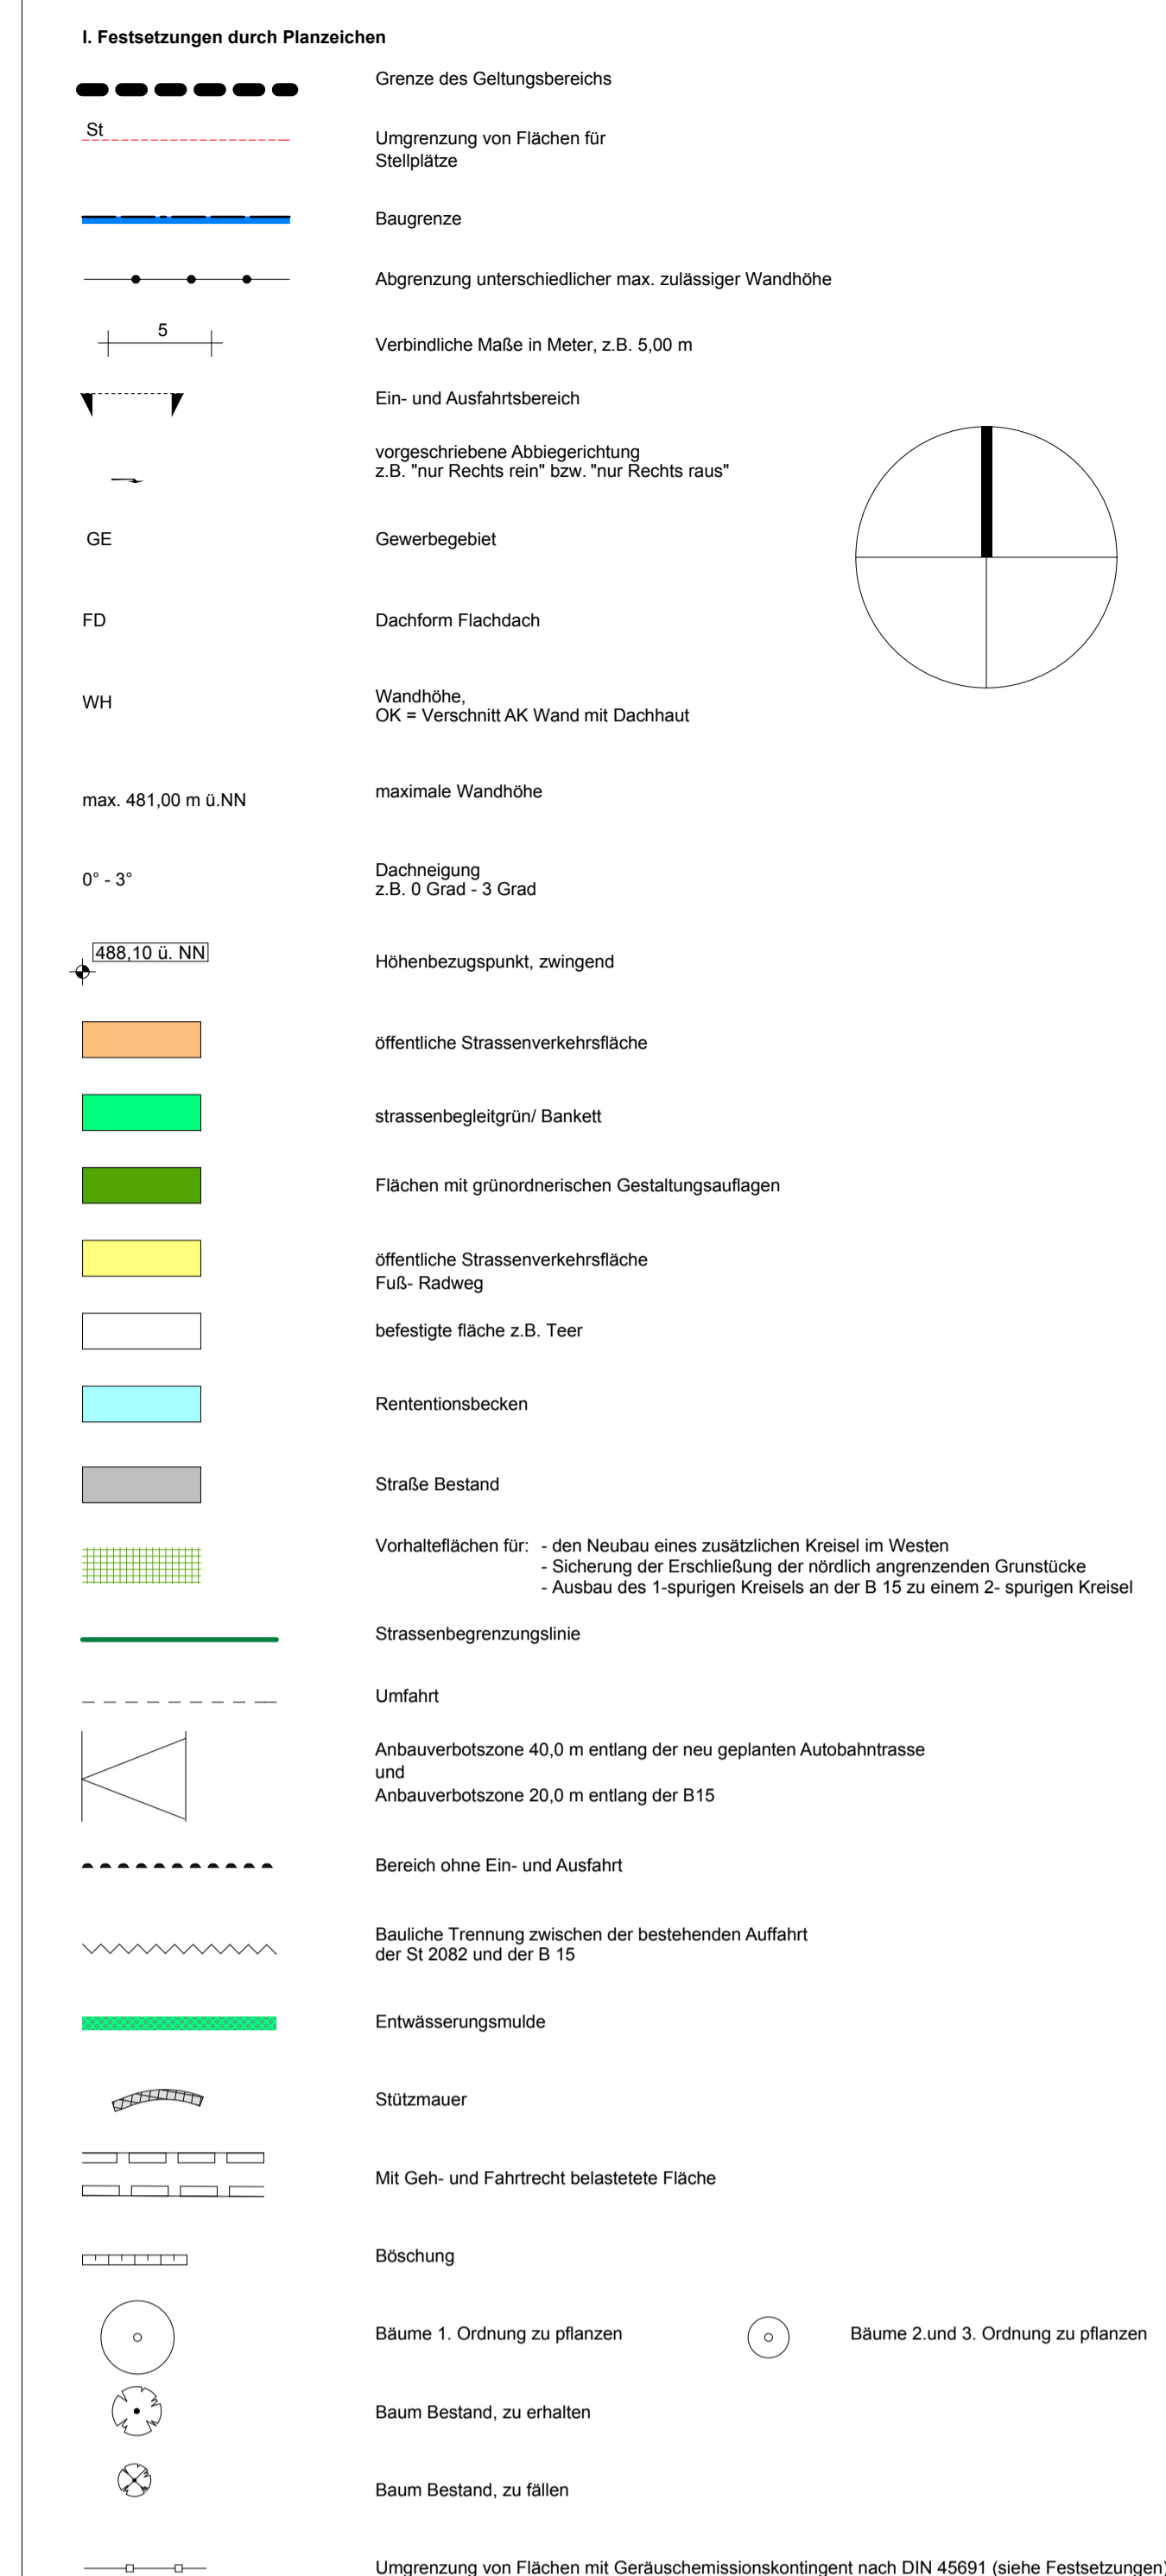 I. Festsetzungen durch Planzeichen
Grenze des Geltungsbereichs
St
Umgrenzung von Flächen für
Stellplätze
Baugrenze
Abgrenzung unterschiedlicher max. zulässiger Wandhöhe
5
Verbindliche Maße in Meter, z.B. 5,00 m
Ein- und Ausfahrtsbereich
vorgeschriebene Abbiegerichtung
z.B. "nur Rechts rein" bzw. "nur Rechts raus"
GE
Gewerbegebiet
FD
Dachform Flachdach
WH
Wandhöhe,
OK = Verschnitt AK Wand mit Dachhaut
max. 481,00 m ü.NN
maximale Wandhöhe
0° - 3°
Dachneigung
z.B. 0 Grad - 3 Grad
488,10 ü. NN
Höhenbezugspunkt, zwingend
öffentliche Strassenverkehrsfläche
strassenbegleitgrün/ Bankett
Flächen mit grünordnerischen Gestaltungsauflagen
öffentliche Strassenverkehrsfläche
Fuß- Radweg
befestigte fläche z.B. Teer
Rententionsbecken
Straße Bestand
Vorhalteflächen für: - den Neubau eines zusätzlichen Kreisel im Westen
- Sicherung der Erschließung der nördlich angrenzenden Grunstücke
- Ausbau des 1-spurigen Kreisels an der B 15 zu einem 2- spurigen Kreisel
Strassenbegrenzungslinie
Umfahrt
Anbauverbotszone 40,0 m entlang der neu geplanten Autobahntrasse
und
Anbauverbotszone 20,0 m entlang der B15
Bereich ohne Ein- und Ausfahrt
Bauliche Trennung zwischen der bestehenden Auffahrt
der St 2082 und der B 15
Entwässerungsmulde
Stützmauer
Mit Geh- und Fahrtrecht belastetete Fläche
Böschung
Bäume 1. Ordnung zu pflanzen
Bäume 2.und 3. Ordnung zu pflanzen
Baum Bestand, zu erhalten
Baum Bestand, zu fällen
Umgrenzung von Flächen mit Geräuschemissionskontingent nach DIN 45691 (siehe Festsetzungen)